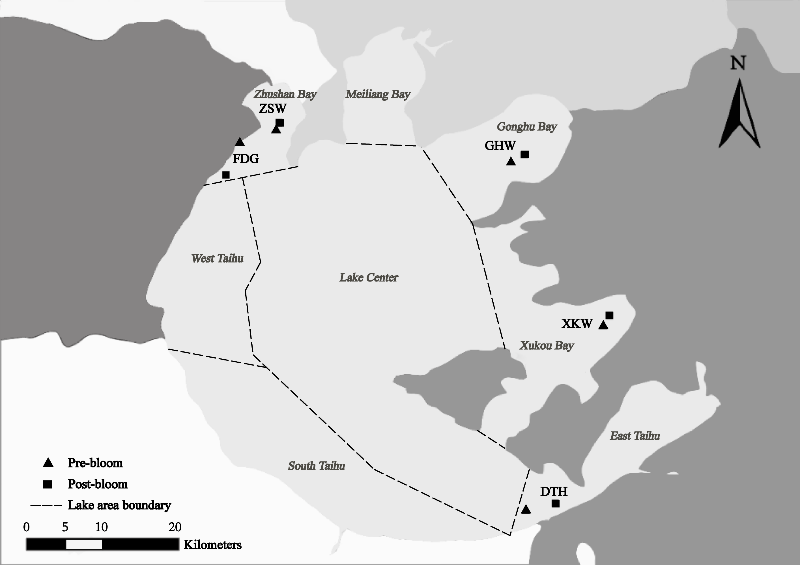 N
Zhushan Bay
Meiliang Bay
ZSW
Gonghu Bay
GHW
FDG
West Taihu
Lake Center
XKW
Xukou Bay
East Taihu
South Taihu
DTH
Pre-bloom
Post-bloom
Lake area boundary
0 5 10 20
Kilometers